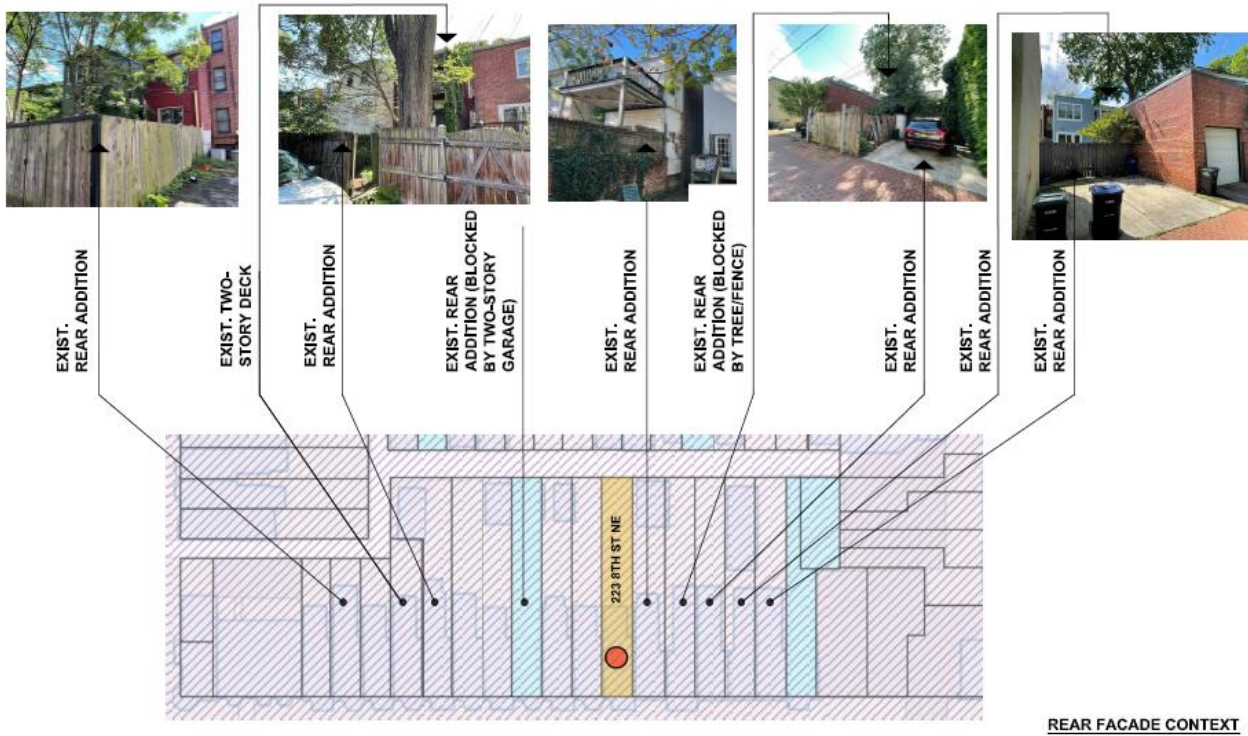 EXIST.
REAR ADDITION
EXIST. TWO-
STORY DECK
EXIST.
REAR ADDITION
EXIST. REAR
ADDITION (BLOCKED
BY TWO-STORY
GARAGE)
EXIST.
REAR ADDITION
EXIST. REAR
ADDITION (BLOCKED
BY TREE/FENCE)
EXIST.
REAR ADDITION
EXIST.
REAR ADDITION
EXIST.
REAR ADDITION
223 8TH ST NE
REAR FACADE CONTEXT